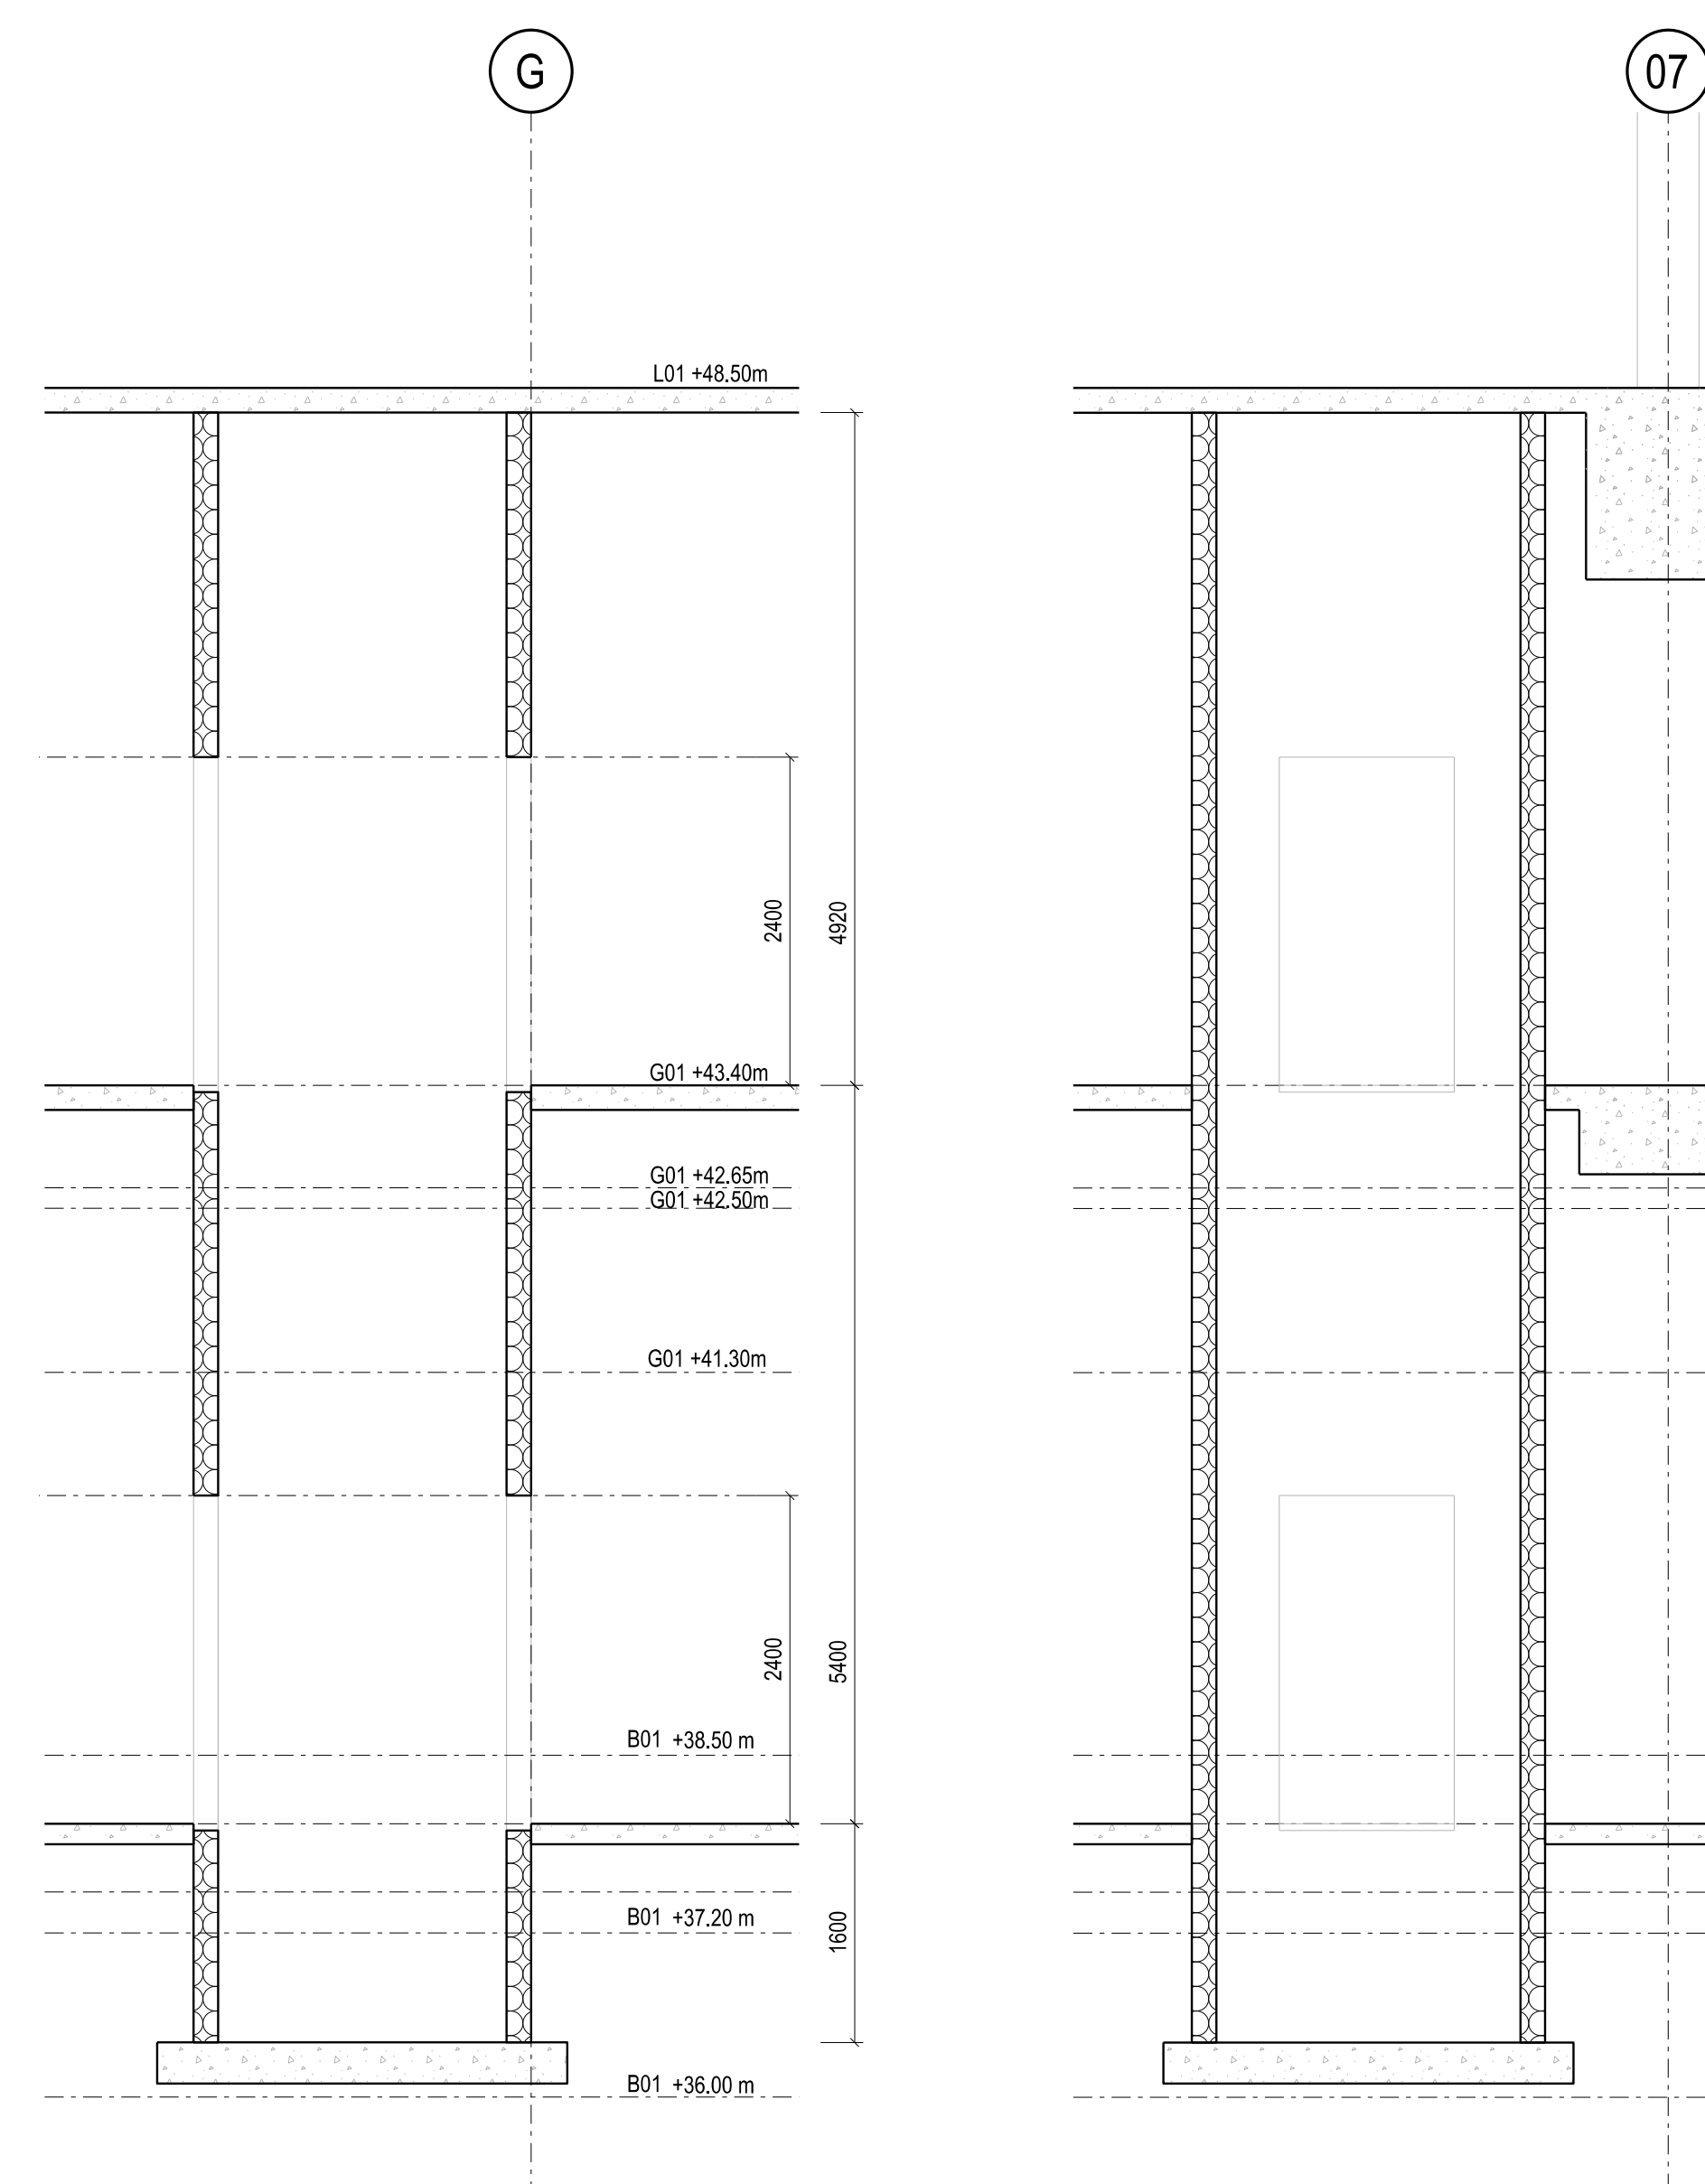 G
07
L01 +48.50m
2400
4920
G01 +43.40m
G01 +42.65m
G01 +42.50m
G01 +41.30m
2400
5400
B01 +38.50 m
B01 +37.20 m
1600
B01 +36.00 m